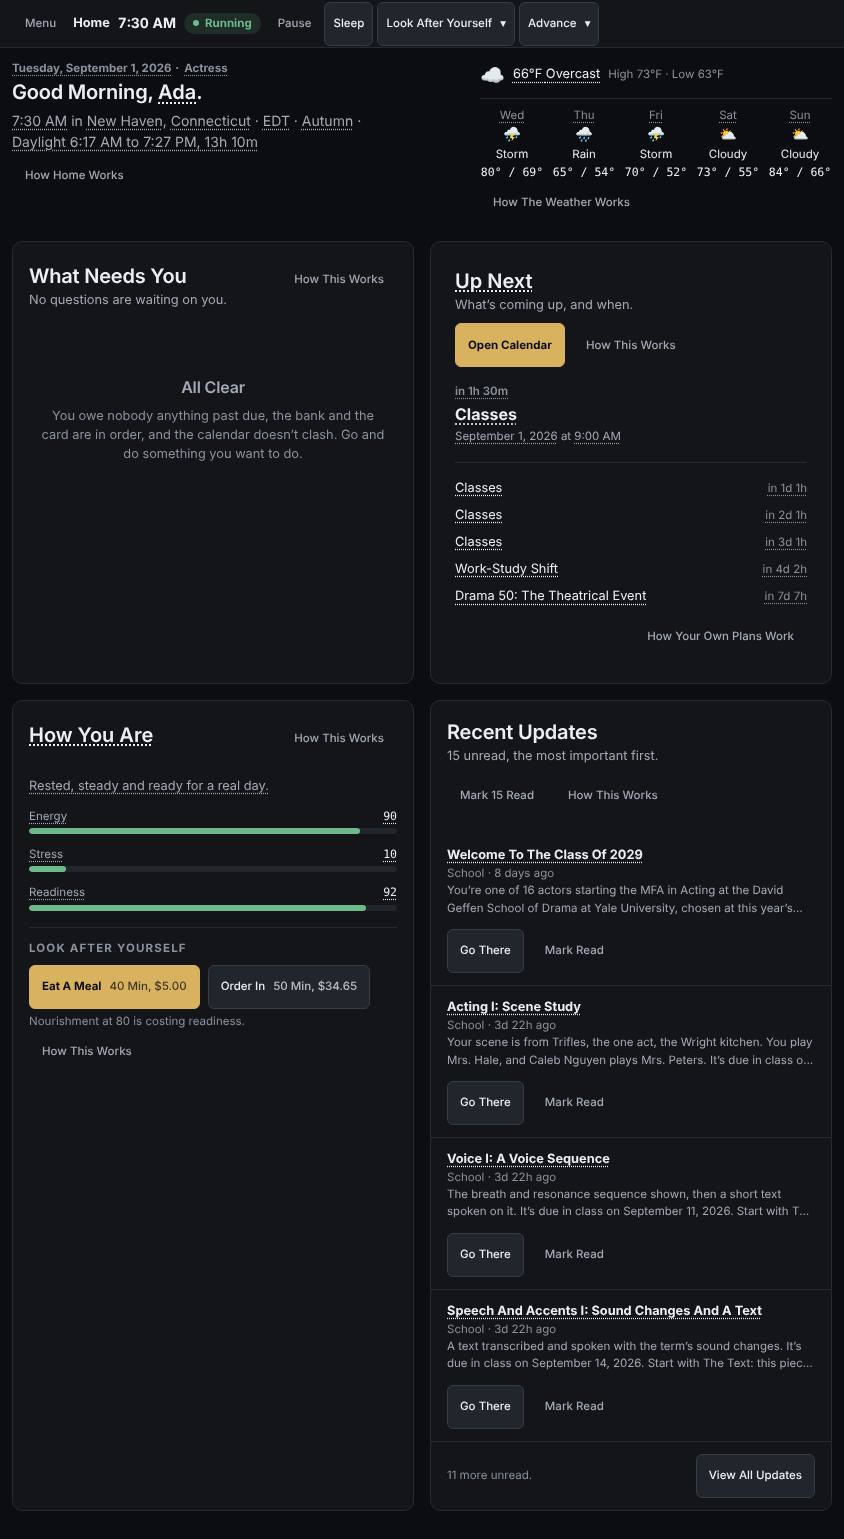 Menu Home 7:30 AM Running Pause Sleep Look After Yourself ▾ Advance ▾
Tuesday, September 1, 2026 · Actress
Good Morning, Ada.
7:30 AM in New Haven, Connecticut · EDT · Autumn ·
Daylight 6:17 AM to 7:27 PM, 13h 10m
How Home Works
66°F Overcast High 73°F · Low 63°F
Wed Thu Fri Sat Sun
Storm Rain Storm Cloudy Cloudy
80° / 69° 65° / 54° 70° / 52° 73° / 55° 84° / 66°
How The Weather Works
What Needs You
How This Works
No questions are waiting on you.
All Clear
You owe nobody anything past due, the bank and the
card are in order, and the calendar doesn’t clash. Go and
do something you want to do.
Up Next
What’s coming up, and when.
Open Calendar How This Works
in 1h 30m
Classes
September 1, 2026 at 9:00 AM
Classes in 1d 1h
Classes in 2d 1h
Classes in 3d 1h
Work-Study Shift in 4d 2h
Drama 50: The Theatrical Event in 7d 7h
How Your Own Plans Work
How You Are
How This Works
Rested, steady and ready for a real day.
Energy 90
Stress 10
Readiness 92
LOOK AFTER YOURSELF
Eat A Meal 40 Min, $5.00 Order In 50 Min, $34.65
Nourishment at 80 is costing readiness.
How This Works
Recent Updates
15 unread, the most important first.
Mark 15 Read How This Works
Welcome To The Class Of 2029
School · 8 days ago
You’re one of 16 actors starting the MFA in Acting at the David
Geffen School of Drama at Yale University, chosen at this year’s…
Go There Mark Read
Acting I: Scene Study
School · 3d 22h ago
Your scene is from Trifles, the one act, the Wright kitchen. You play
Mrs. Hale, and Caleb Nguyen plays Mrs. Peters. It’s due in class o…
Go There Mark Read
Voice I: A Voice Sequence
School · 3d 22h ago
The breath and resonance sequence shown, then a short text
spoken on it. It’s due in class on September 11, 2026. Start with T…
Go There Mark Read
Speech And Accents I: Sound Changes And A Text
School · 3d 22h ago
A text transcribed and spoken with the term’s sound changes. It’s
due in class on September 14, 2026. Start with The Text: this piec…
Go There Mark Read
11 more unread. View All Updates